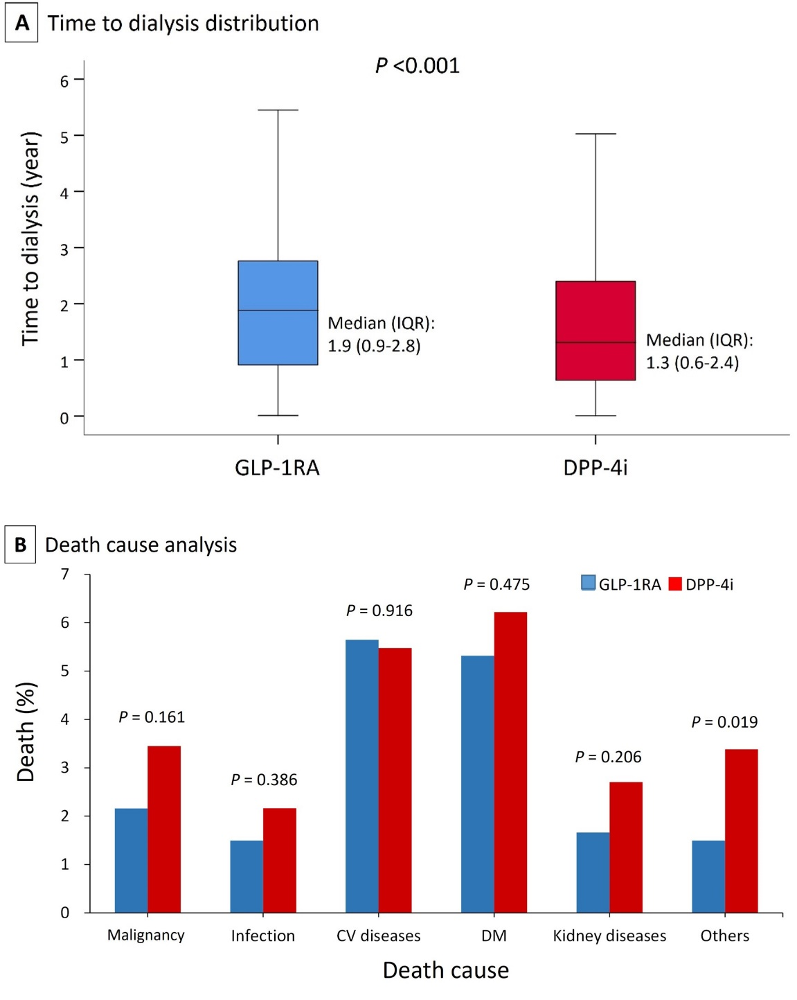 A Time to dialysis distribution
P <0.001
Time to dialysis (year)
6
5
4
3
2
1
0
Median (IQR):
1.9 (0.9-2.8)
Median (IQR):
1.3 (0.6-2.4)
GLP-1RA
DPP-4i
B Death cause analysis
GLP-1RA DPP-4i
Death (%)
7
6
5
4
3
2
1
0
P = 0.161
P = 0.386
P = 0.916
P = 0.475
P = 0.206
P = 0.019
Malignancy
Infection
CV diseases
DM
Kidney diseases
Others
Death cause